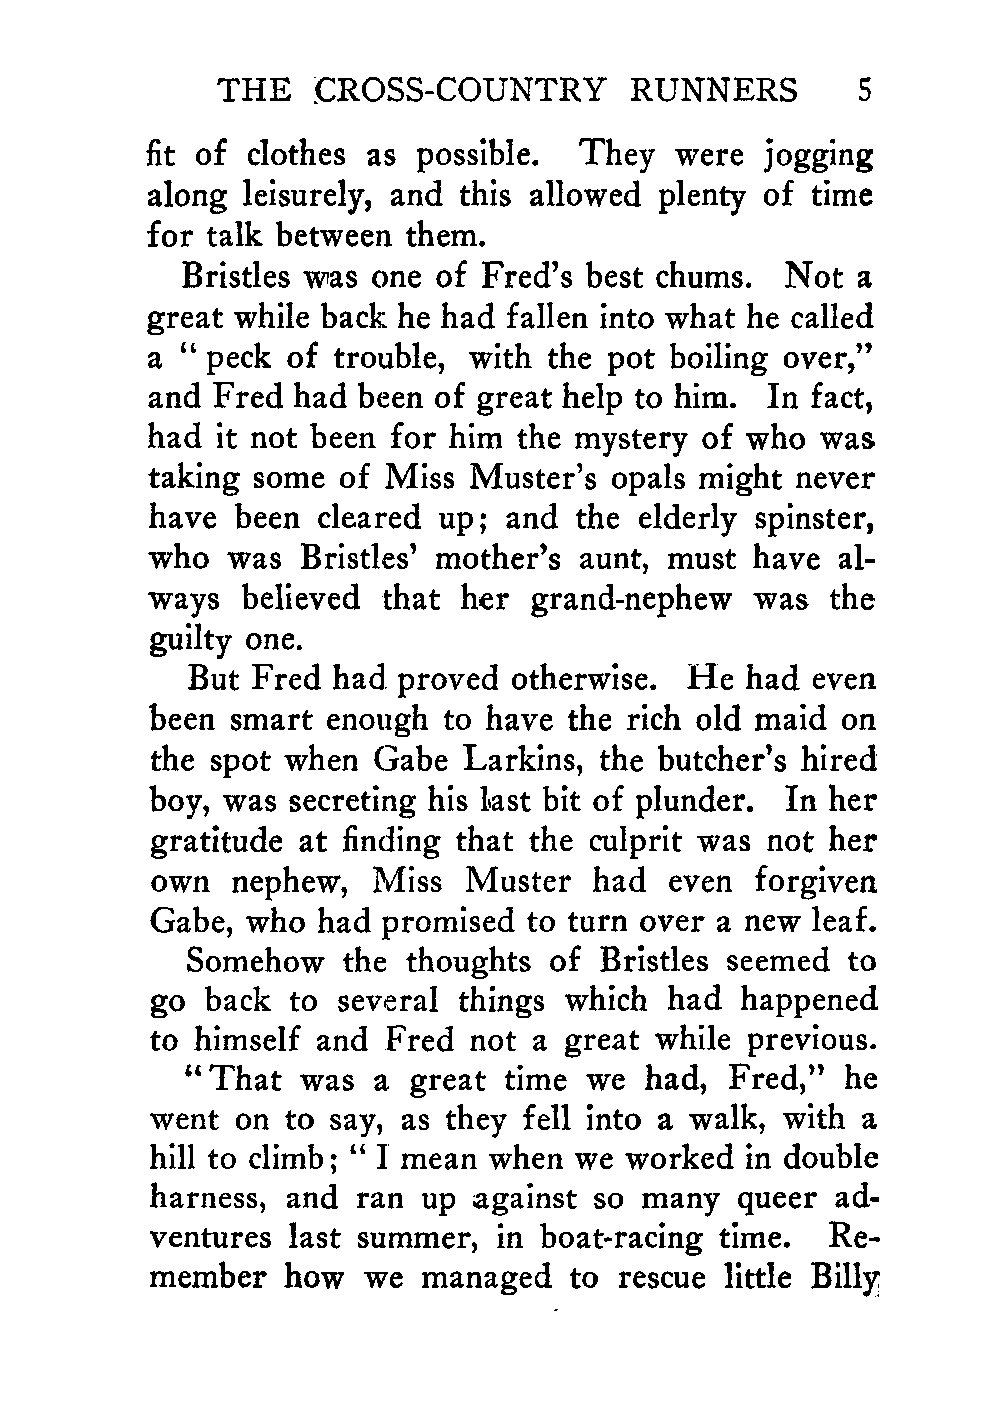 THE CROSS-COUNTRY RUNNERS 5
fit of clothes as possible. They were jogging
along leisurely, and this allowed plenty of time
for talk between them.
Bristles was one of Fred's best chums. Not a
great while back he had fallen into what he called
a " peck of trouble, with the pot boiling over,"
and Fred had been of great help to him. In fact,
had it not been for him the mystery of who was
taking some of Miss Muster's opals might never
have been cleared up; and the elderly spinster,
who was Bristles' mother's aunt, must have al-
ways believed that her grand-nephew was the
guilty one.
But Fred had proved otherwise. He had even
been smart enough to have the rich old maid on
the spot when Gabe Larkins, the butcher's hired
boy, was secreting his last bit of plunder. In her
gratitude at finding that the culprit was not her
own nephew, Miss Muster had even forgiven
Gabe, who had promised to turn over a new leaf.
Somehow the thoughts of Bristles seemed to
go back to several things which had happened
to himself and Fred not a great while previous.
" That was a great time we had, Fred," he
went on to say, as they fell into a walk, with a
hill to climb; " I mean when we worked in double
harness, and ran up against so many queer ad-
ventures last summer, in boat-racing time. Re-
member how we managed to rescue little Billy